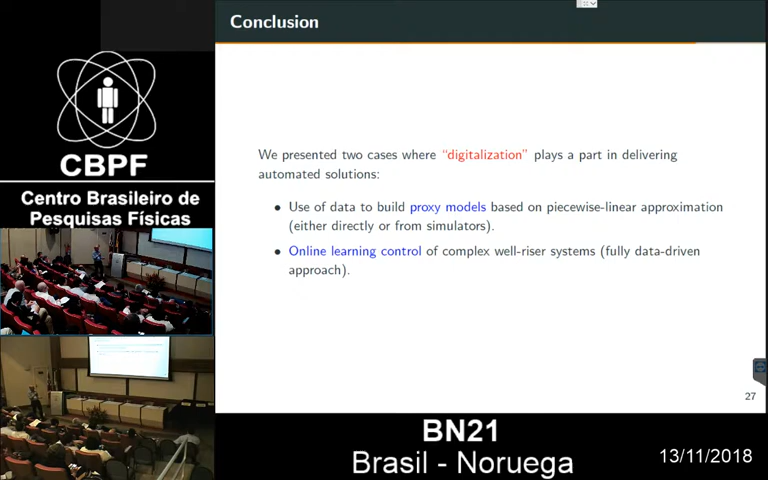 Conclusion
We presented two cases where "digitalization" plays a part in delivering
automated solutions:
• Use of data to build proxy models based on piecewise-linear approximation
(either directly or from simulators).
• Online learning control of complex well-riser systems (fully data-driven
approach).
27
CBPF
Centro Brasileiro de
Pesquisas Físicas
BN21
Brasil - Noruega
13/11/2018